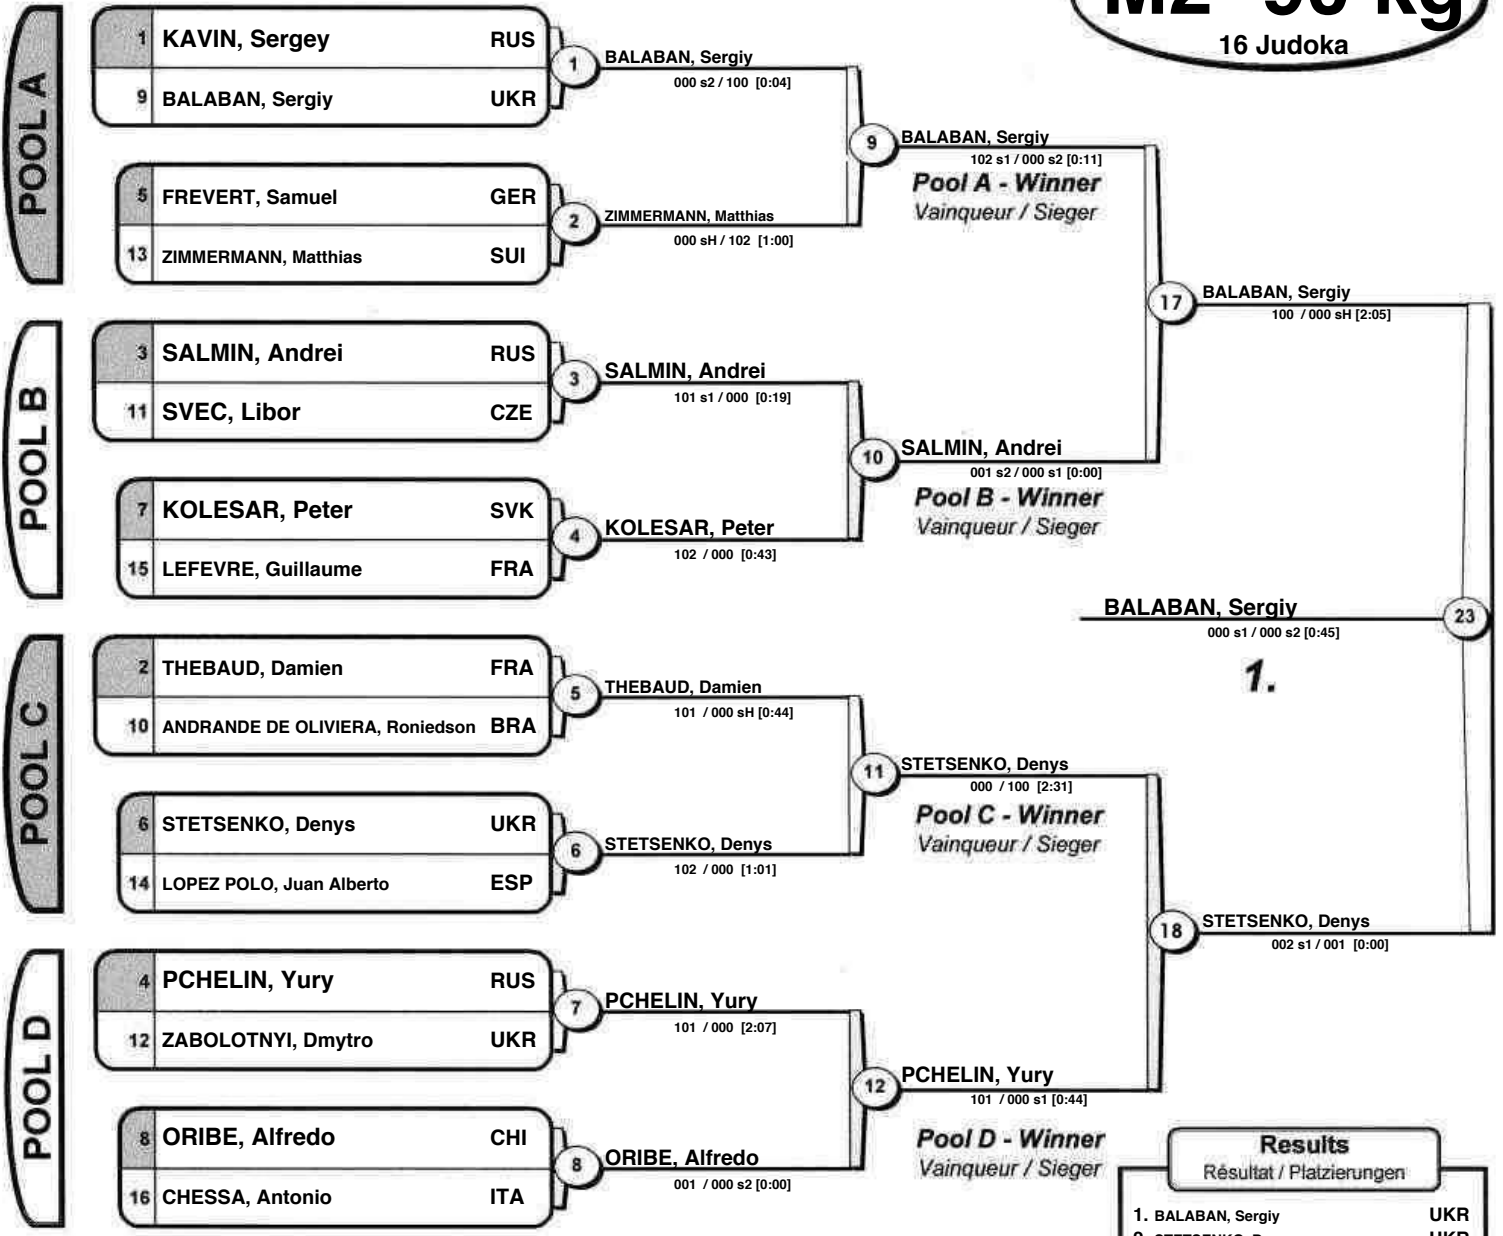 M2 -90 kg
16 Judoka
POOL A
1 KAVIN, Sergey RUS
9 BALABAN, Sergiy UKR
1
BALABAN, Sergiy
000 s2 / 100 [0:04]
5 FREVERT, Samuel GER
13 ZIMMERMANN, Matthias SUI
2
ZIMMERMANN, Matthias
000 sH / 102 [1:00]
9
BALABAN, Sergiy
102 s1 / 000 s2 [0:11]
Pool A - Winner
Vainqueur / Sieger
POOL B
3 SALMIN, Andrei RUS
11 SVEC, Libor CZE
3
SALMIN, Andrei
101 s1 / 000 [0:19]
7 KOLESAR, Peter SVK
15 LEFEVRE, Guillaume FRA
4
KOLESAR, Peter
102 / 000 [0:43]
10
SALMIN, Andrei
001 s2 / 000 s1 [0:00]
Pool B - Winner
Vainqueur / Sieger
17
BALABAN, Sergiy
100 / 000 sH [2:05]
BALABAN, Sergiy
23
000 s1 / 000 s2 [0:45]
1.
POOL C
2 THEBAUD, Damien FRA
10 ANDRANDE DE OLIVIERA, Roniedson BRA
5
THEBAUD, Damien
101 / 000 sH [0:44]
6 STETSENKO, Denys UKR
14 LOPEZ POLO, Juan Alberto ESP
6
STETSENKO, Denys
102 / 000 [1:01]
11
STETSENKO, Denys
000 / 100 [2:31]
Pool C - Winner
Vainqueur / Sieger
18
STETSENKO, Denys
002 s1 / 001 [0:00]
POOL D
4 PCHELIN, Yury RUS
12 ZABOLOTNYI, Dmytro UKR
7
PCHELIN, Yury
101 / 000 [2:07]
8 ORIBE, Alfredo CHI
16 CHESSA, Antonio ITA
8
ORIBE, Alfredo
001 / 000 s2 [0:00]
12
PCHELIN, Yury
101 / 000 s1 [0:44]
Pool D - Winner
Vainqueur / Sieger
Results
Résultat / Platzierungen
1. BALABAN, Sergiy UKR